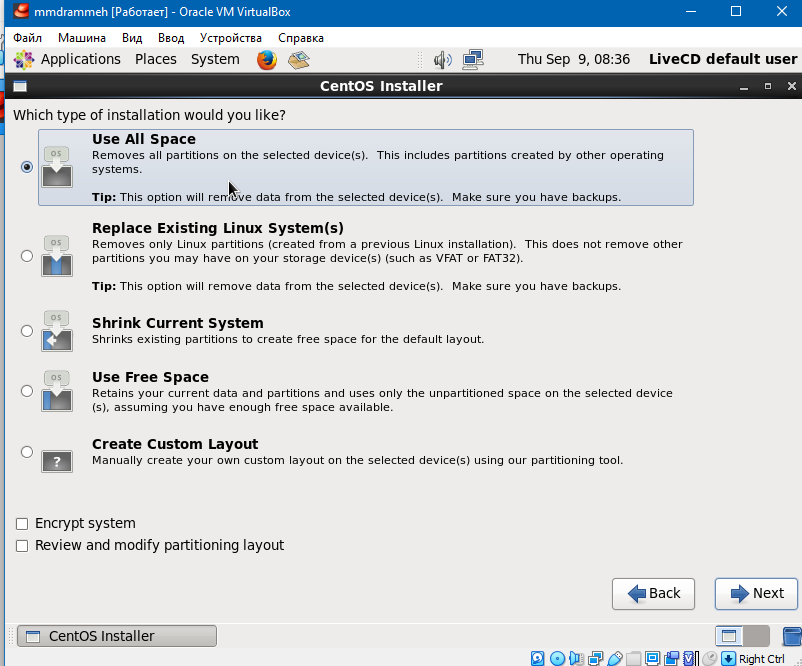 mmdrammeh [Работает] - Oracle VM VirtualBox
Файл Машина Вид Ввод Устройства Справка
Applications Places System Thu Sep 9, 08:36 LiveCD default user
CentOS Installer
Which type of installation would you like?
OS
Use All Space
Removes all partitions on the selected device(s). This includes partitions created by other operating
systems.
Tip: This option will remove data from the selected device(s). Make sure you have backups.
OS
Replace Existing Linux System(s)
Removes only Linux partitions (created from a previous Linux installation). This does not remove other
partitions you may have on your storage device(s) (such as VFAT or FAT32).
Tip: This option will remove data from the selected device(s). Make sure you have backups.
OS
Shrink Current System
Shrinks existing partitions to create free space for the default layout.
OS
Use Free Space
Retains your current data and partitions and uses only the unpartitioned space on the selected device
(s), assuming you have enough free space available.
?
Create Custom Layout
Manually create your own custom layout on the selected device(s) using our partitioning tool.
Encrypt system
Review and modify partitioning layout
Back Next
CentOS Installer
Right Ctrl